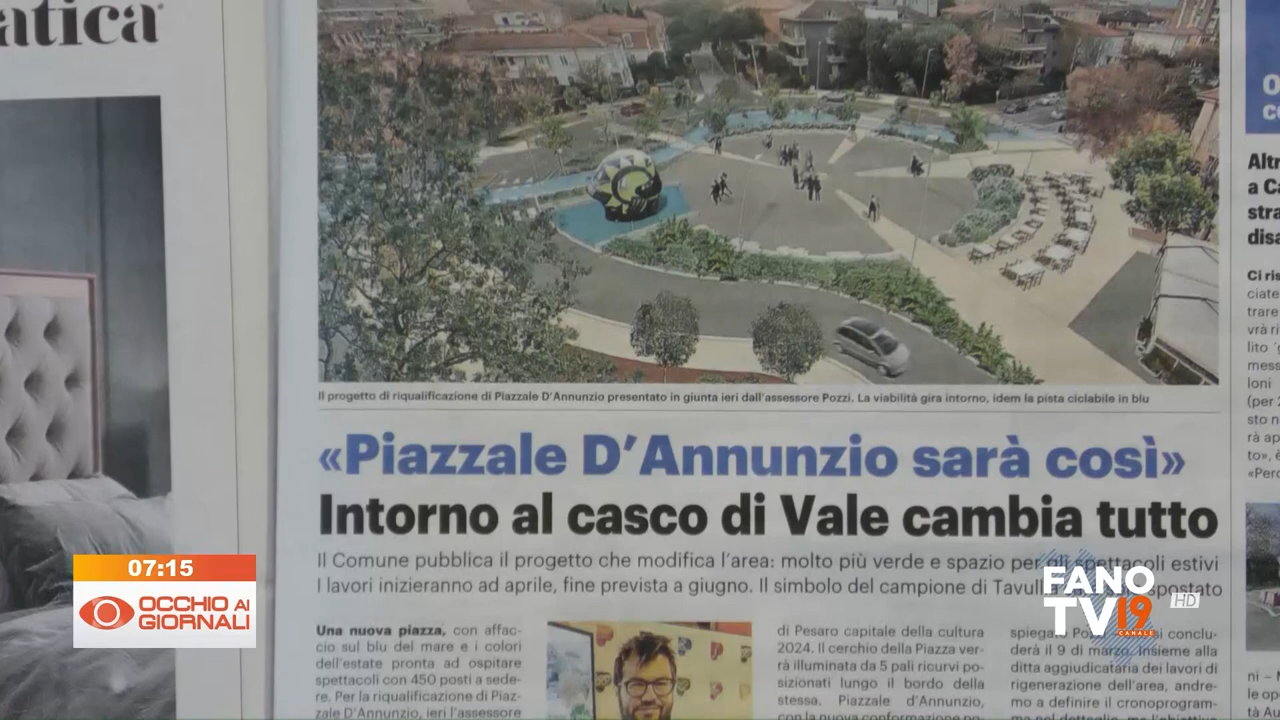 atica
Il progetto di riqualificazione di Piazzale D'Annunzio presentato in giunta ieri dall'assessore Pozzi. La viabilità gira intorno, idem la pista ciclabile in blu
«Piazzale D'Annunzio sarà così»
Intorno al casco di Vale cambia tutto
Il Comune pubblica il progetto che modifica l'area: molto più verde e spazio per gli spettacoli estivi
I lavori inizieranno ad aprile, fine prevista a giugno. Il simbolo del campione di Tavullia spostato
Una nuova piazza, con affac-
cio sul blu del mare e i colori
dell'estate pronta ad ospitare
spettacoli con 450 posti a sede-
re. Per la riqualificazione di Piaz-
zale D'Annunzio, ieri l'assessore
di Pesaro capitale della cultura
2024. Il cerchio della Piazza ver-
rà illuminata da 5 pali ricurvi po-
sizionati lungo il bordo della
stessa. Piazzale D'Annunzio,
con la nuova conformazione po-
spiega si conclu-
derà il 9 di marzo. Insieme alla
ditta aggiudicataria dei lavori di
rigenerazione dell'area, andre-
mo a definire il cronoprogram-
O
c
Altr
a C
stra
disa
Ci ris
ciate
trare
vrà r
lito 'g
mess
loni
(per 2
sto n
rà ap
to», è
«Perc
ni –
le op
tà Au
07:15
OCCHIO AI
GIORNALI
FANO
TV19
CANALE
HD